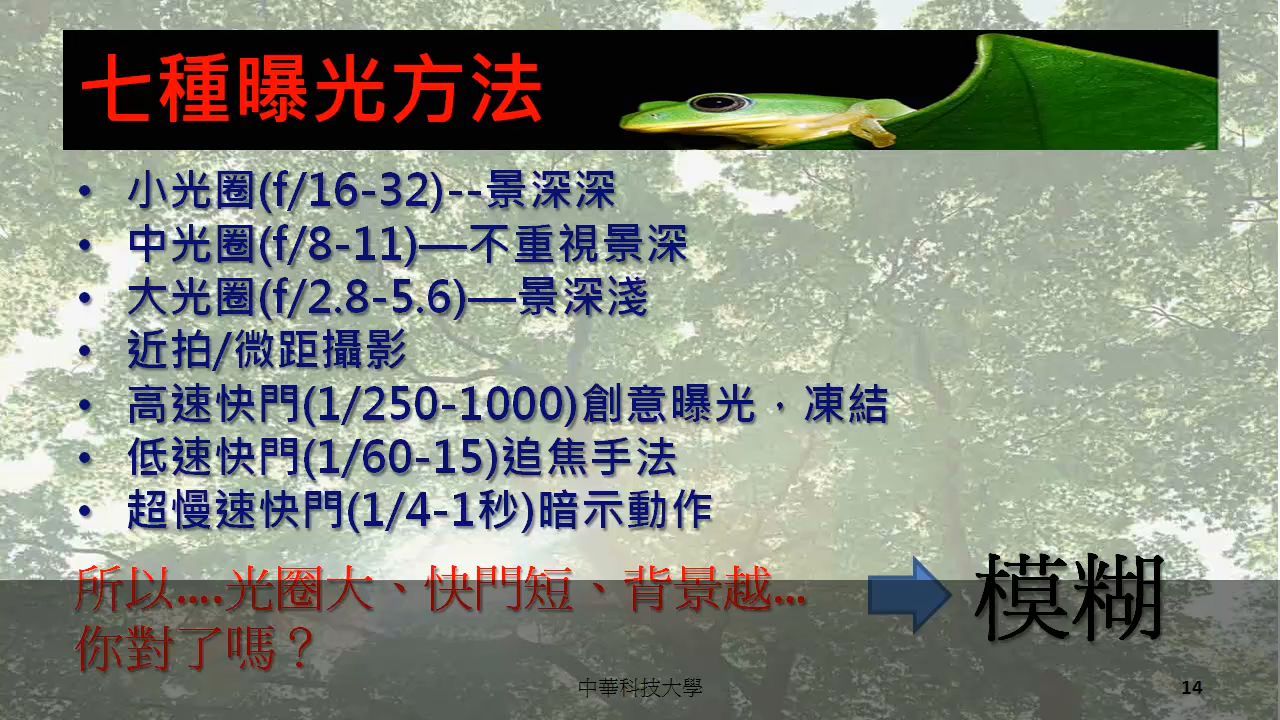 七種曝光方法
• 小光圈(f/16-32)--景深深
• 中光圈(f/8-11)—不重視景深
• 大光圈(f/2.8-5.6)—景深淺
• 近拍/微距攝影
• 高速快門(1/250-1000)創意曝光，凍結
• 低速快門(1/60-15)追焦手法
• 超慢速快門(1/4-1秒)暗示動作
所以....光圈大、快門短、背景越...
模糊
你對了嗎？
中華科技大學
14